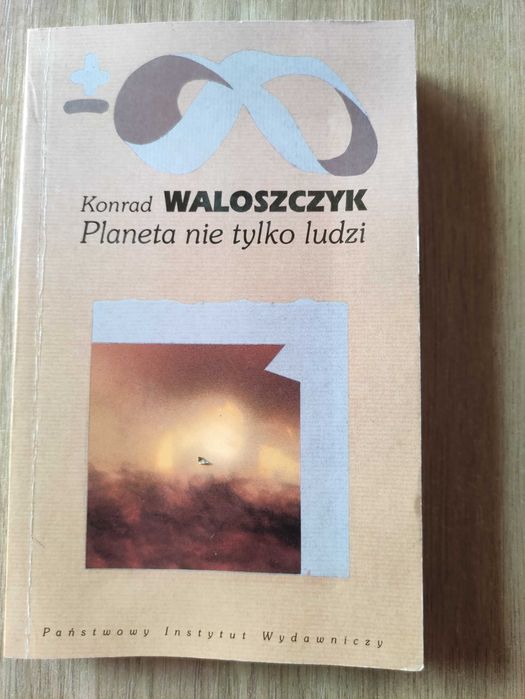 Konrad WALOSZCZYK
Planeta nie tylko ludzi
Państwowy Instytut Wydawniczy